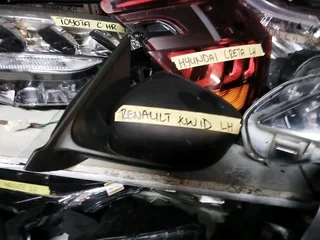 TOYOTA C-HR
HYUNDAI CRETA LH
RENAULT KWID LH